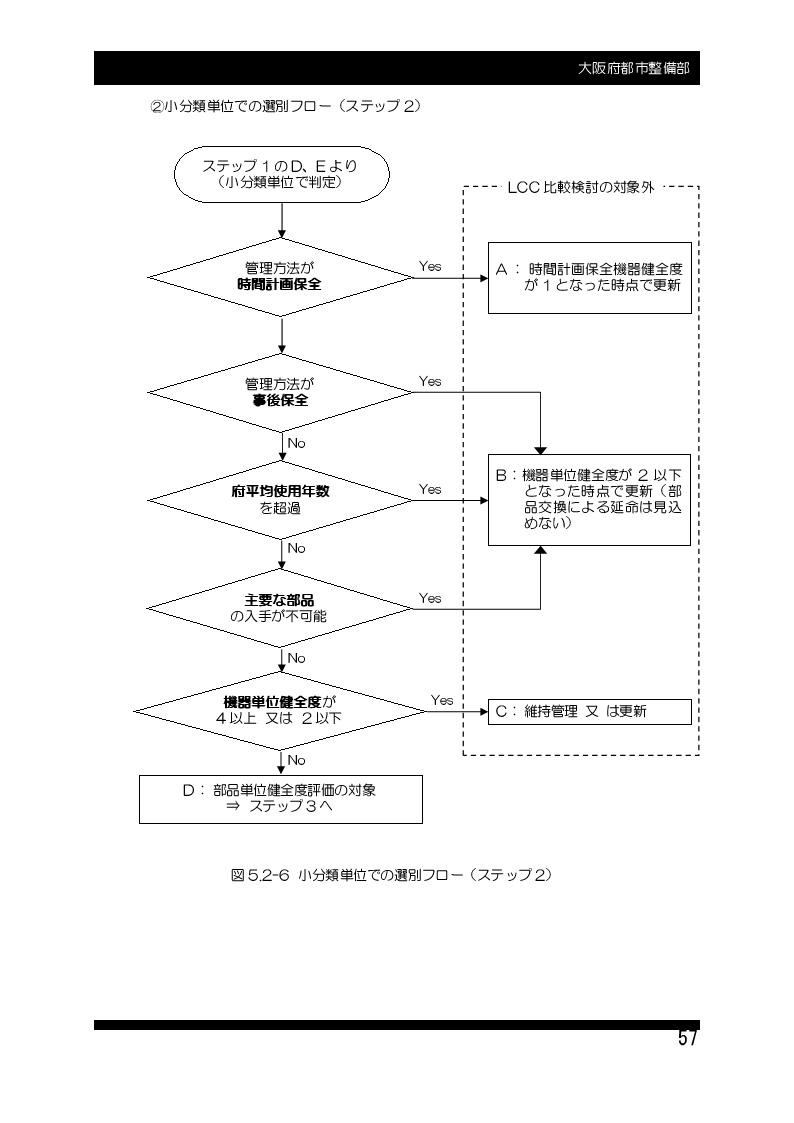 大阪府都市整備部
②小分類単位での選別フロー（ステップ２）
ステップ１のＤ、Ｅより
（小分類単位で判定）
LCC 比較検討の対象外
管理方法が
時間計画保全
Yes
A ： 時間計画保全機器健全度
が１となった時点で更新
管理方法が
事後保全
Yes
No
府平均使用年数
を超過
Yes
B：機器単位健全度が ２ 以下
となった時点で更新（部
品交換による延命は見込
めない）
No
主要な部品
の入手が不可能
Yes
No
機器単位健全度が
４以上 又は ２以下
Yes
C： 維持管理 又 は更新
No
D： 部品単位健全度評価の対象
⇒ ステップ３へ
図 5.2-6 小分類単位での選別フロー（ステップ２）
57